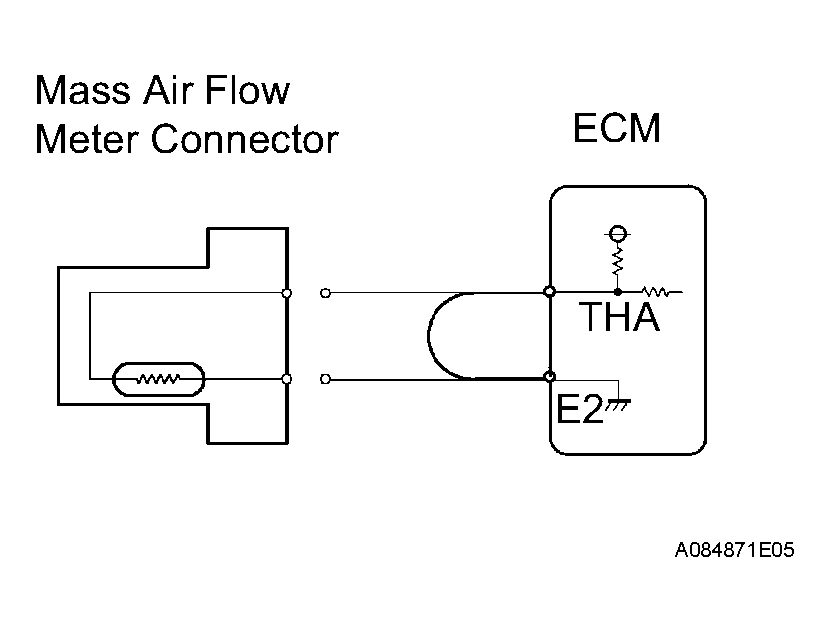 Mass Air Flow
Meter Connector
ECM
THA
E2
A084871E05